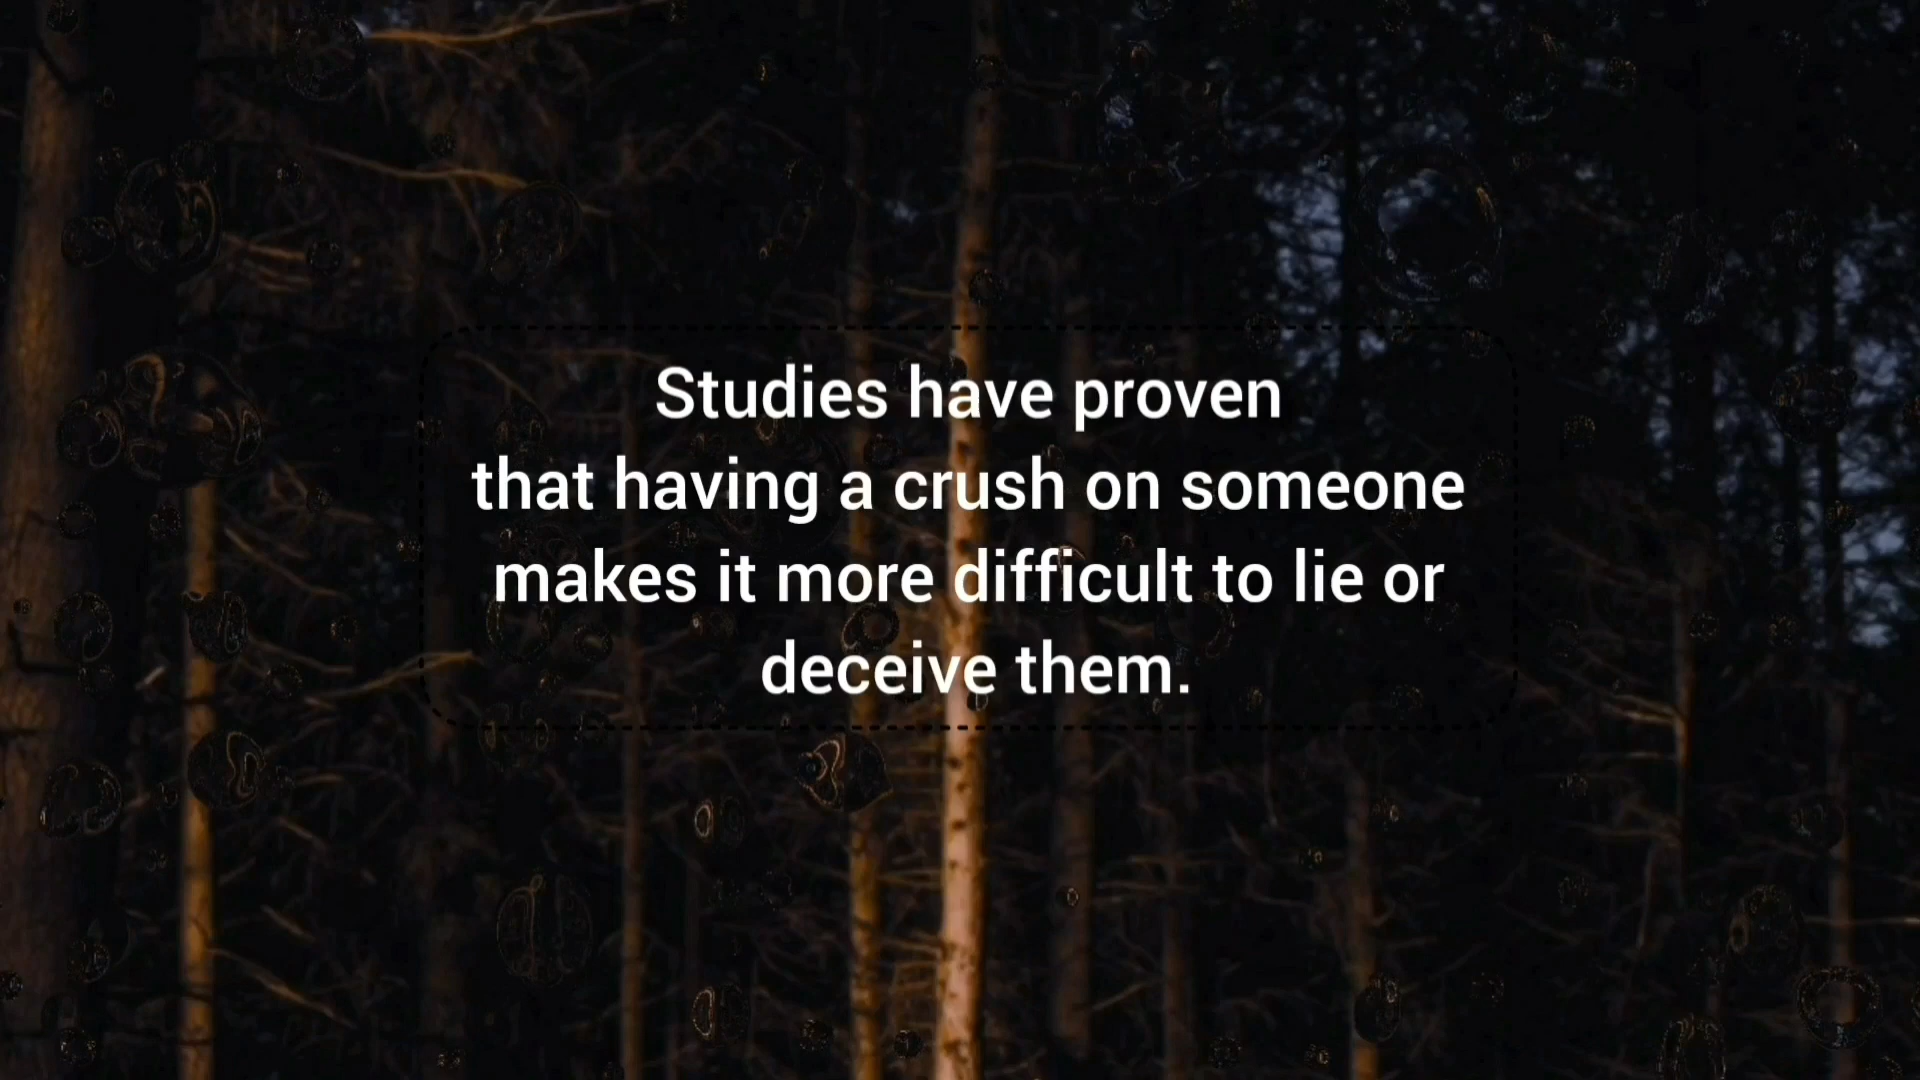 Studies have proven
that having a crush on someone
makes it more difficult to lie or
deceive them.